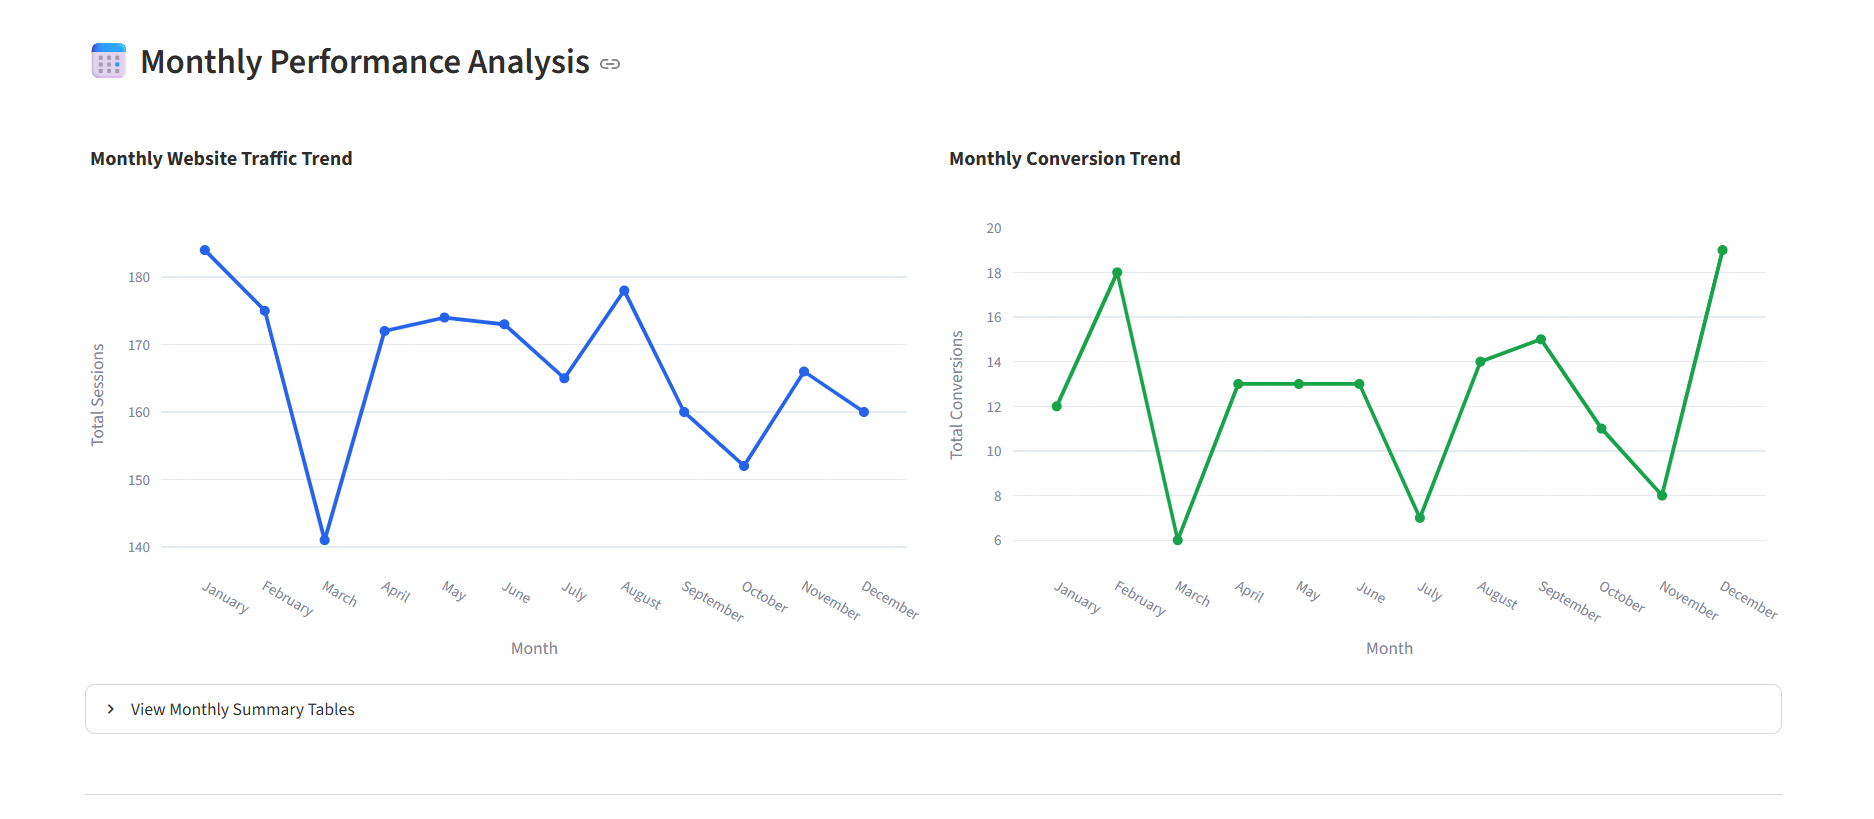 Monthly Performance Analysis
Monthly Website Traffic Trend
180
170
160
150
140
Total Sessions
January
February
March
April
May
June
July
August
September
October
November
December
Month
Monthly Conversion Trend
20
18
16
14
12
10
8
6
Total Conversions
January
February
March
April
May
June
July
August
September
October
November
December
Month
View Monthly Summary Tables